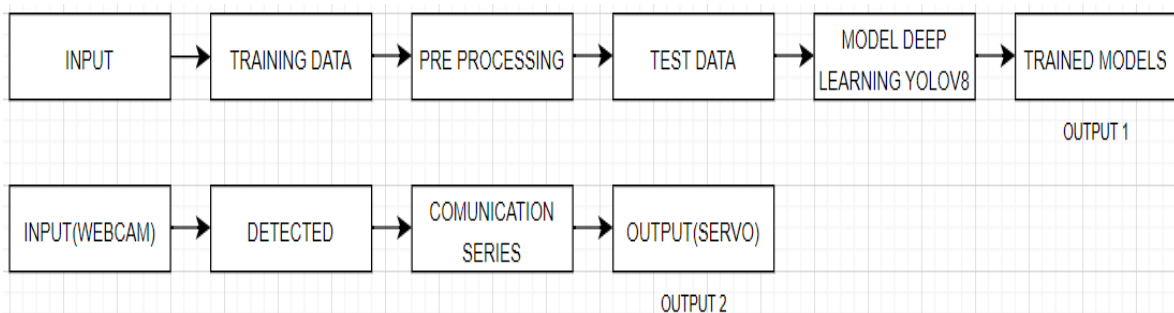 INPUT
TRAINING DATA
PRE PROCESSING
TEST DATA
MODEL DEEP
LEARNING YOLOV8
TRAINED MODELS
OUTPUT 1
INPUT(WEBCAM)
DETECTED
COMUNICATION
SERIES
OUTPUT(SERVO)
OUTPUT 2